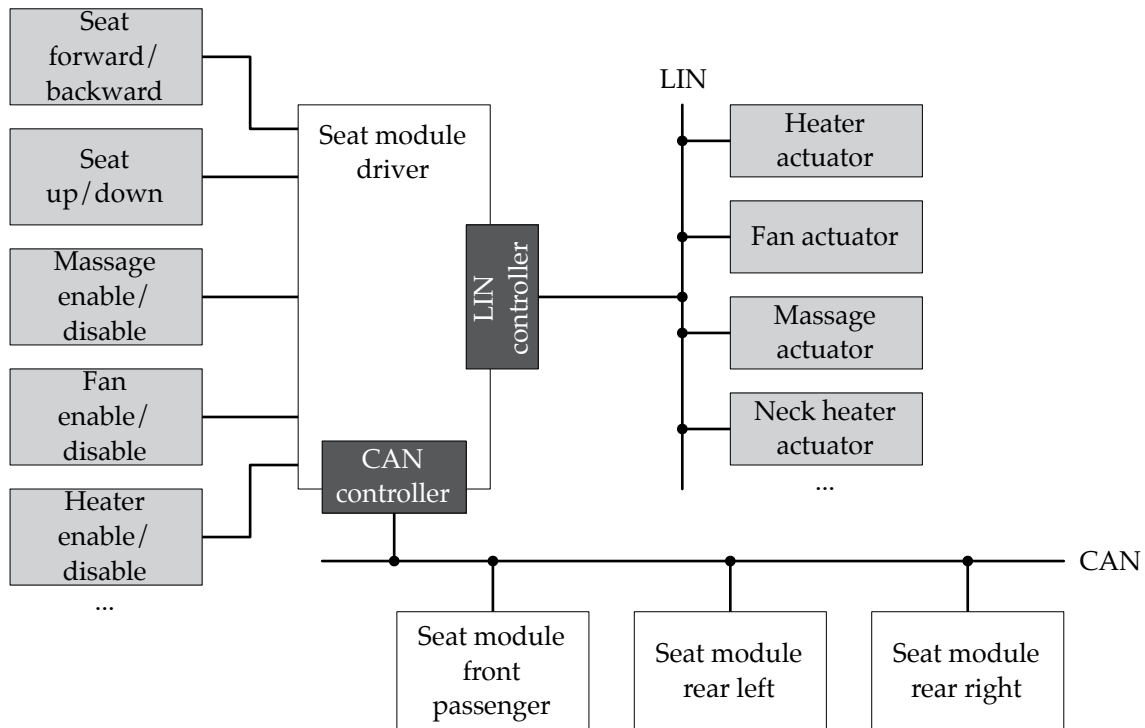 Seat
forward/
backward
Seat
up/down
Massage
enable/
disable
Fan
enable/
disable
Heater
enable/
disable
...
Seat module
driver
LIN
controller
CAN
controller
LIN
Heater
actuator
Fan actuator
Massage
actuator
Neck heater
actuator
...
CAN
Seat module
front
passenger
Seat module
rear left
Seat module
rear right